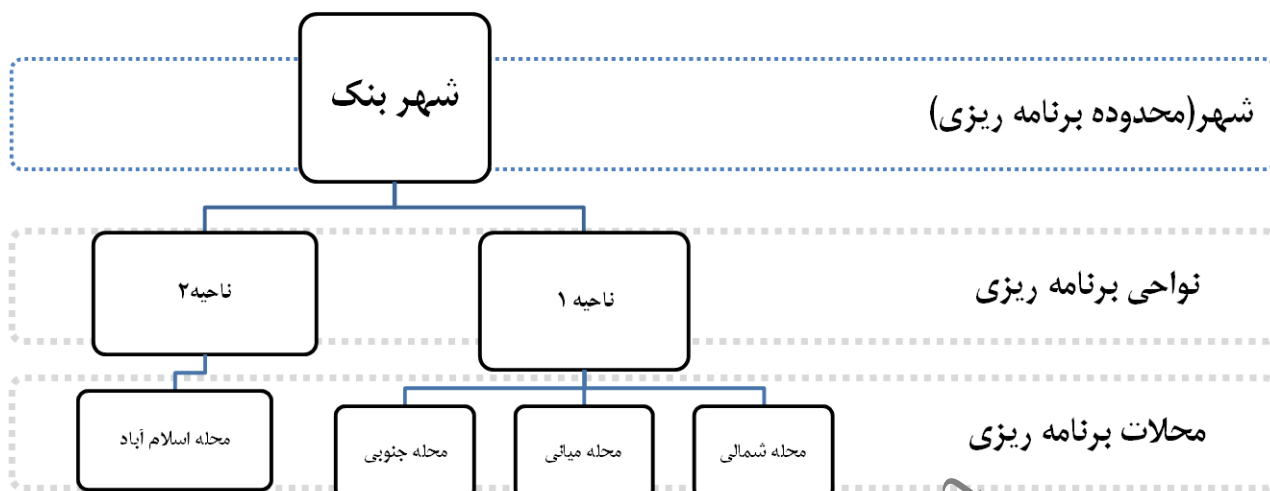 شهر بنک
شهر(محدوده برنامه ریزی)
نواحی برنامه ریزی
ناحیه ۱
ناحیه۲
محلات برنامه ریزی
محله شمالی
محله میانی
محله جنوبی
محله اسلام آباد